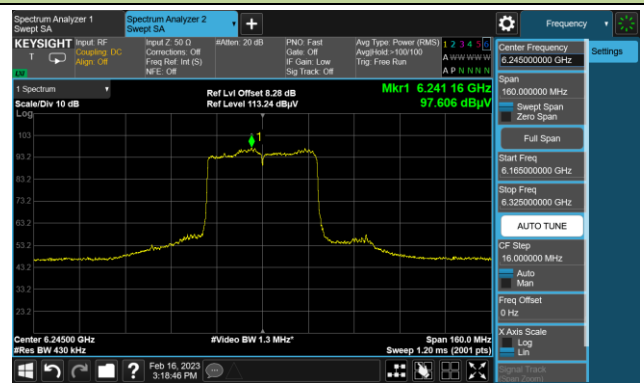 Spectrum Analyzer 1
Swept SA
Spectrum Analyzer 2
Swept SA
+
Frequency
KEYSIGHT
T
LXI
Input: RF
Coupling: DC
Align: Off
Input Z: 50 Ω
Corrections: Off
Freq Ref: Int (S)
NFE: Off
#Atten: 20 dB
PNO: Fast
Gate: Off
IF Gain: Low
Sig Track: Off
Avg Type: Power (RMS)
Avg|Hold:>100/100
Trig: Free Run
1 2 3 4 5 6
A W W W W W
A P N N N N
1 Spectrum
Scale/Div 10 dB
Log
Ref Lvl Offset 8.28 dB
Ref Level 113.24 dBµV
Mkr1 6.241 16 GHz
97.606 dBµV
1
103
93.2
83.2
73.2
63.2
53.2
43.2
33.2
23.2
Center 6.24500 GHz
#Res BW 430 kHz
#Video BW 1.3 MHz*
Span 160.0 MHz
Sweep 1.20 ms (2001 pts)
Center Frequency
6.245000000 GHz
Settings
Span
160.000000 MHz
Swept Span
Zero Span
Full Span
Start Freq
6.165000000 GHz
Stop Freq
6.325000000 GHz
AUTO TUNE
CF Step
16.000000 MHz
Auto
Man
Freq Offset
0 Hz
X Axis Scale
Log
Lin
Signal Track
(Span Zoom)
?
Feb 16, 2023
3:18:46 PM